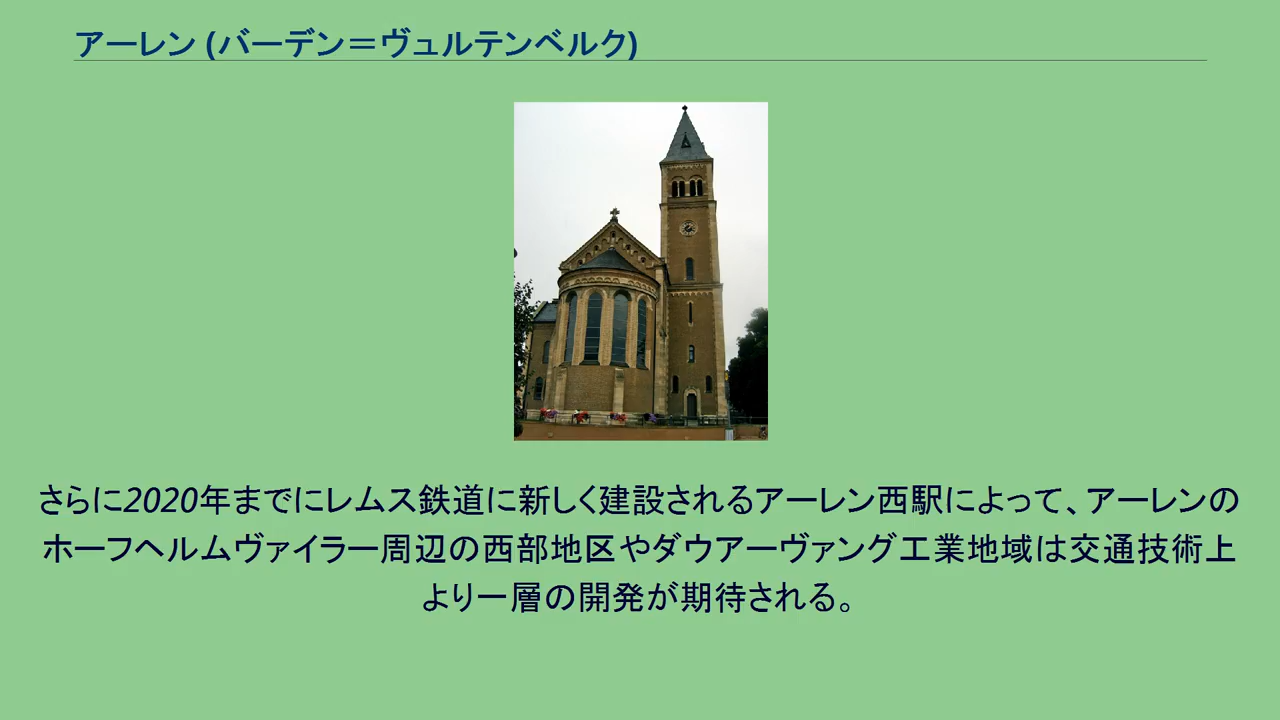 アーレン (バーデン＝ヴュルテンベルク)
さらに2020年までにレムス鉄道に新しく建設されるアーレン西駅によって、アーレンの
ホーフヘルムヴァイラー周辺の西部地区やダウアーヴァング工業地域は交通技術上
より一層の開発が期待される。